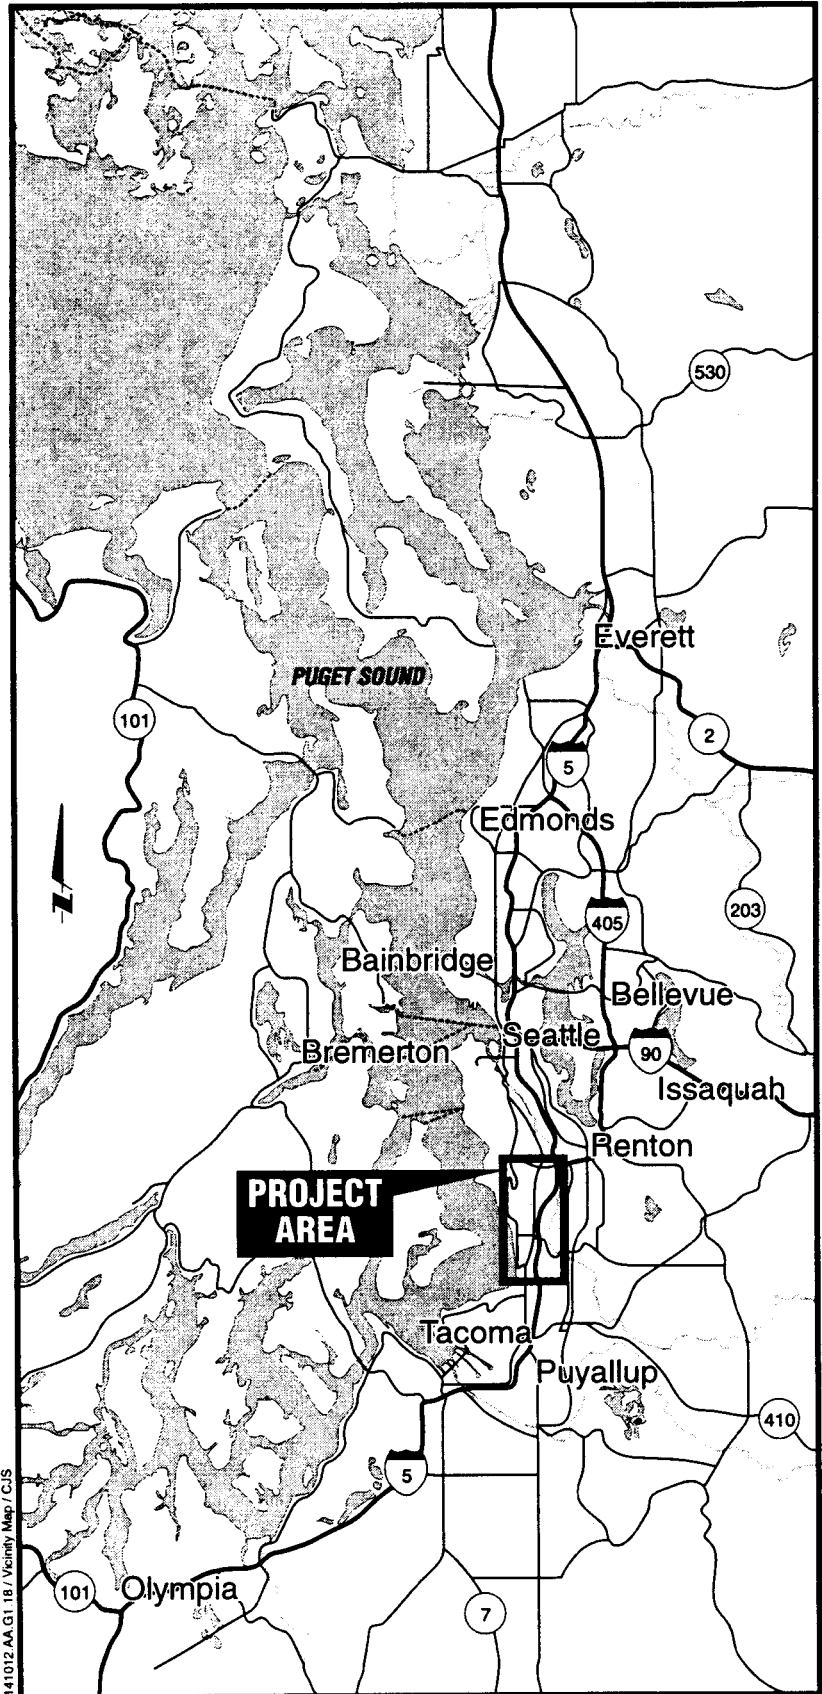 530
Everett
PUGET SOUND
101
2
5
Edmonds
203
405
Bainbridge
Bellevue
Seattle
90
Bremerton
Issaquah
Renton
PROJECT
AREA
Tacoma
Puyallup
410
5
101
Olympia
7
141012.AA.G1.18 / Vicinity Map / CJS